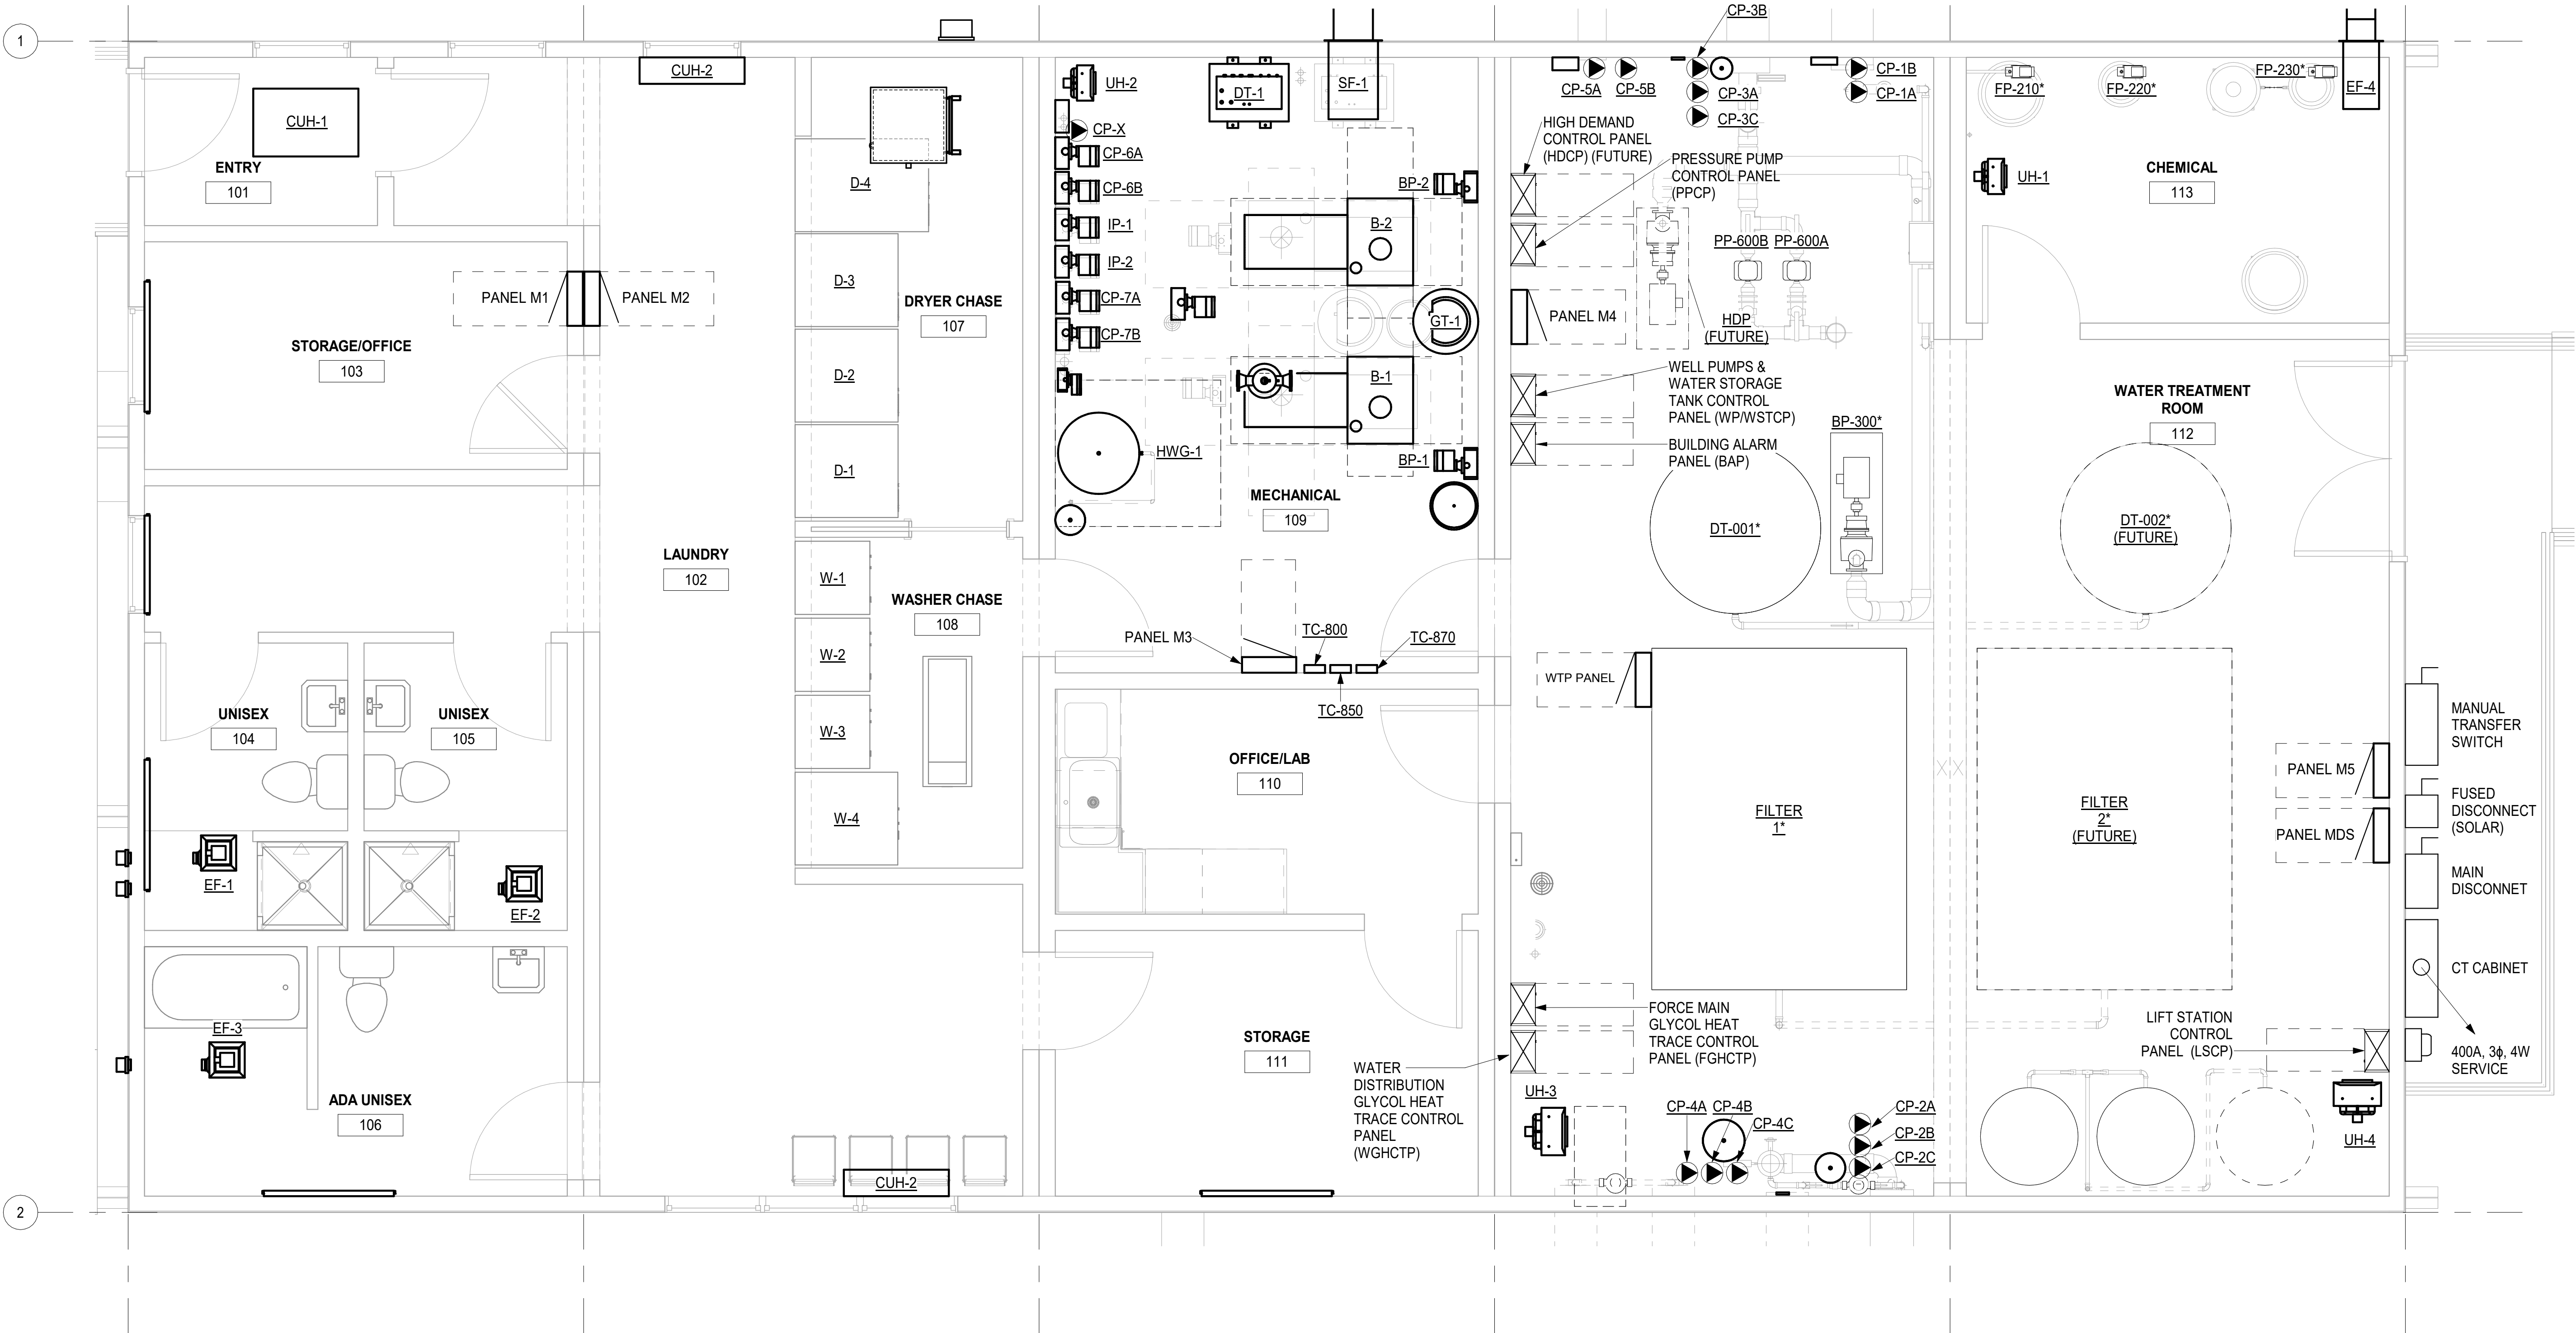 1
2
CUH-1
ENTRY
101
PANEL M1
PANEL M2
STORAGE/OFFICE
103
UNISEX
104
UNISEX
105
EF-1
EF-2
EF-3
ADA UNISEX
106
CUH-2
LAUNDRY
102
D-4
D-3
D-2
D-1
DRYER CHASE
107
W-1
W-2
W-3
W-4
WASHER CHASE
108
CUH-2
UH-2
DT-1
SF-1
CP-X
CP-6A
CP-6B
IP-1
IP-2
CP-7A
CP-7B
BP-2
B-2
GT-1
B-1
HWG-1
BP-1
MECHANICAL
109
PANEL M3
TC-800
TC-870
TC-850
OFFICE/LAB
110
STORAGE
111
WATER
DISTRIBUTION
GLYCOL HEAT
TRACE CONTROL
PANEL
(WGHCTP)
CP-3B
CP-5A
CP-5B
CP-3A
CP-3C
CP-1B
CP-1A
HIGH DEMAND
CONTROL PANEL
(HDCP) (FUTURE)
PRESSURE PUMP
CONTROL PANEL
(PPCP)
PP-600B
PP-600A
PANEL M4
HDP
(FUTURE)
WELL PUMPS &
WATER STORAGE
TANK CONTROL
PANEL (WP/WSTCP)
BUILDING ALARM
PANEL (BAP)
BP-300*
DT-001*
WTP PANEL
FILTER
1*
FORCE MAIN
GLYCOL HEAT
TRACE CONTROL
PANEL (FGHCTP)
UH-3
CP-4A
CP-4B
CP-4C
CP-2A
CP-2B
CP-2C
FP-210*
FP-220*
FP-230*
EF-4
UH-1
CHEMICAL
113
WATER TREATMENT
ROOM
112
DT-002*
(FUTURE)
FILTER
2*
(FUTURE)
PANEL M5
PANEL MDS
LIFT STATION
CONTROL
PANEL (LSCP)
UH-4
MANUAL
TRANSFER
SWITCH
FUSED
DISCONNECT
(SOLAR)
MAIN
DISCONNET
CT CABINET
400A, 3ϕ, 4W
SERVICE